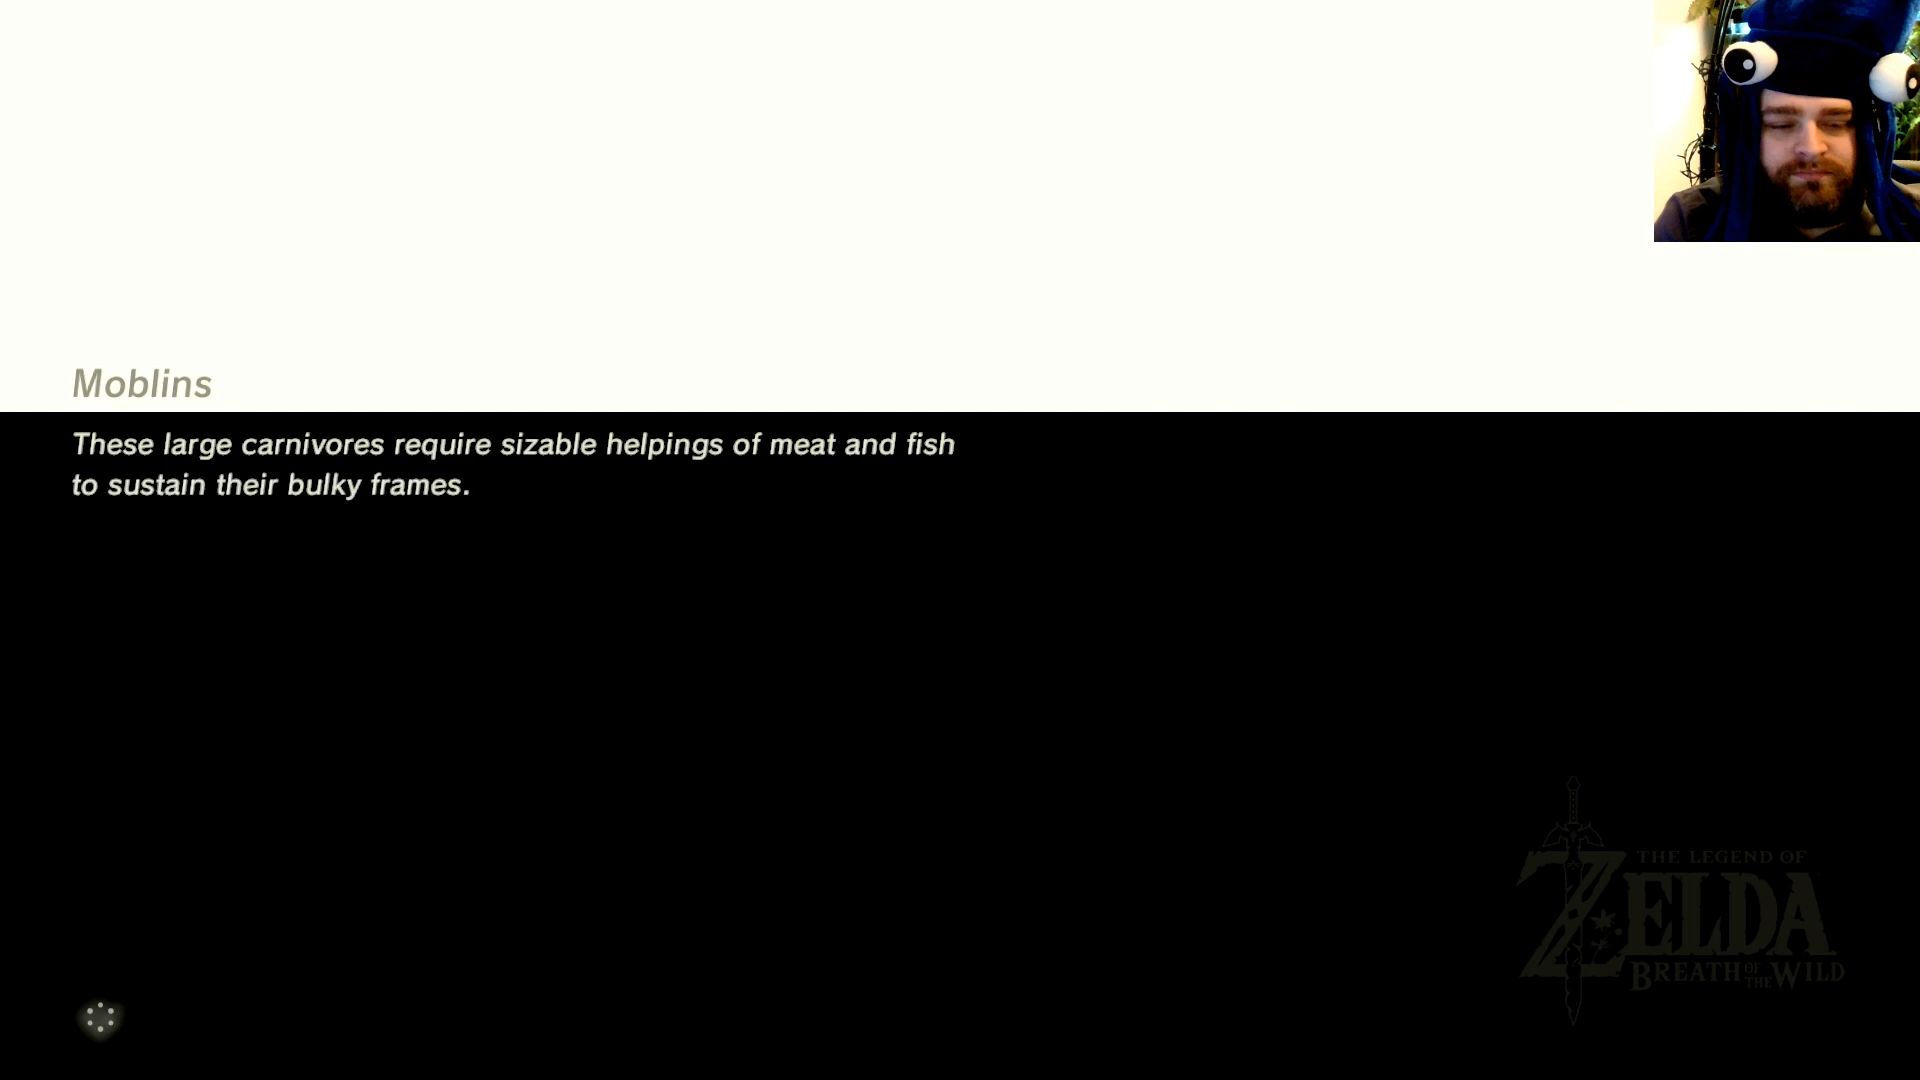 Moblins
These large carnivores require sizable helpings of meat and fish
to sustain their bulky frames.
THE LEGEND OF
ZELDA
BREATH OF THE WILD